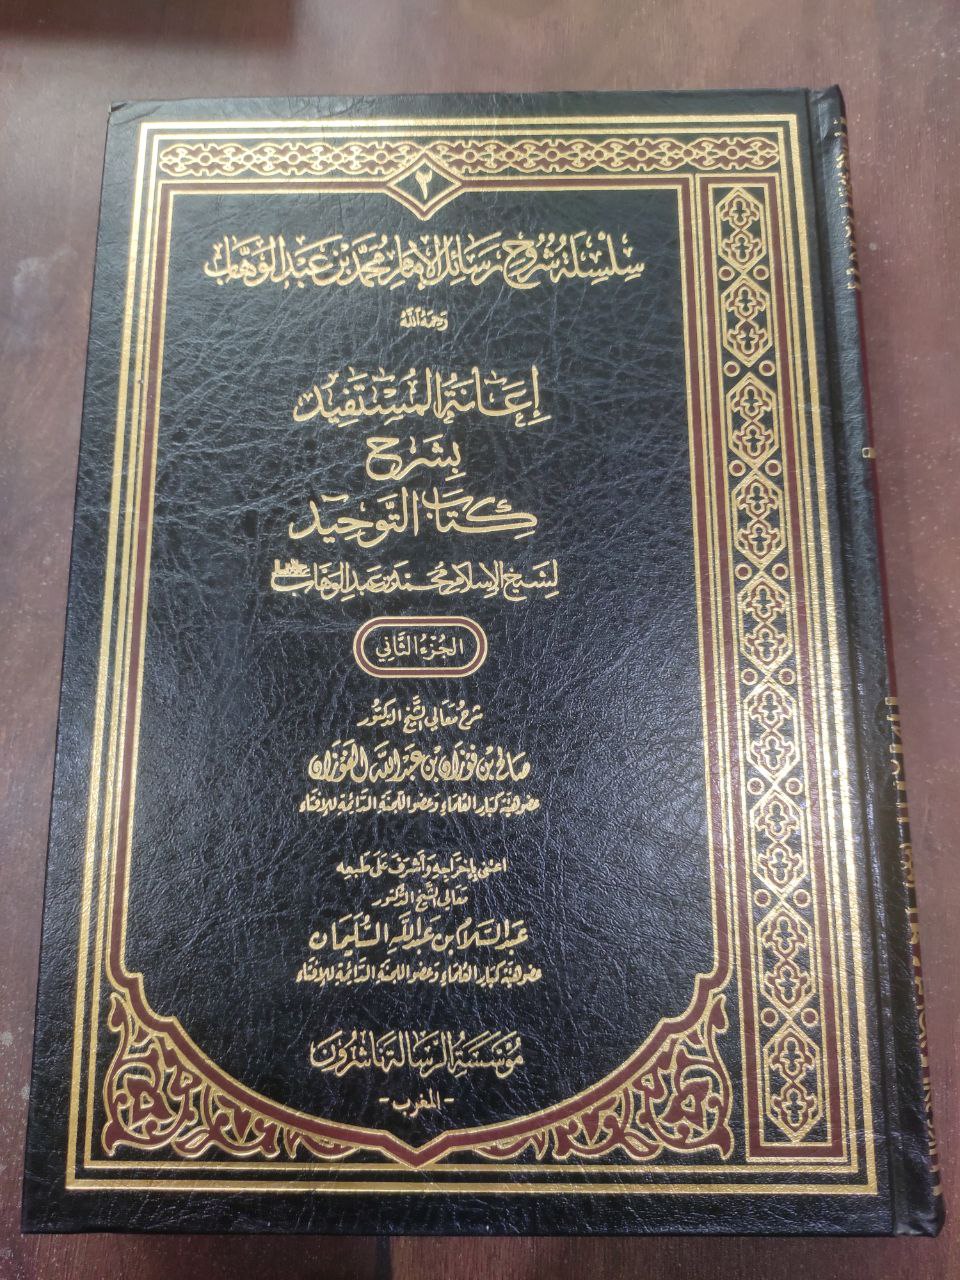 ٢
سلسلة شروح رسائل الإمام محمد بن عبد الوهاب
رحمه الله
إعانة المستفيد
بشرح
كتاب التوحيد
لشيخ الإسلام محمد بن عبد الوهاب
الجزء الثاني
شرح معالي الشيخ الدكتور
صالح بن فوزان بن عبد الله الفوزان
عضو هيئة كبار العلماء وعضو اللجنة الدائمة للإفتاء
اعتنى بإخراجه وأشرف على طبعه
معالي الشيخ الدكتور
عبد السلام بن عبد الله السليمان
عضو هيئة كبار العلماء وعضو اللجنة الدائمة للإفتاء
مؤسسة الرسالة ناشرون
- المغرب -